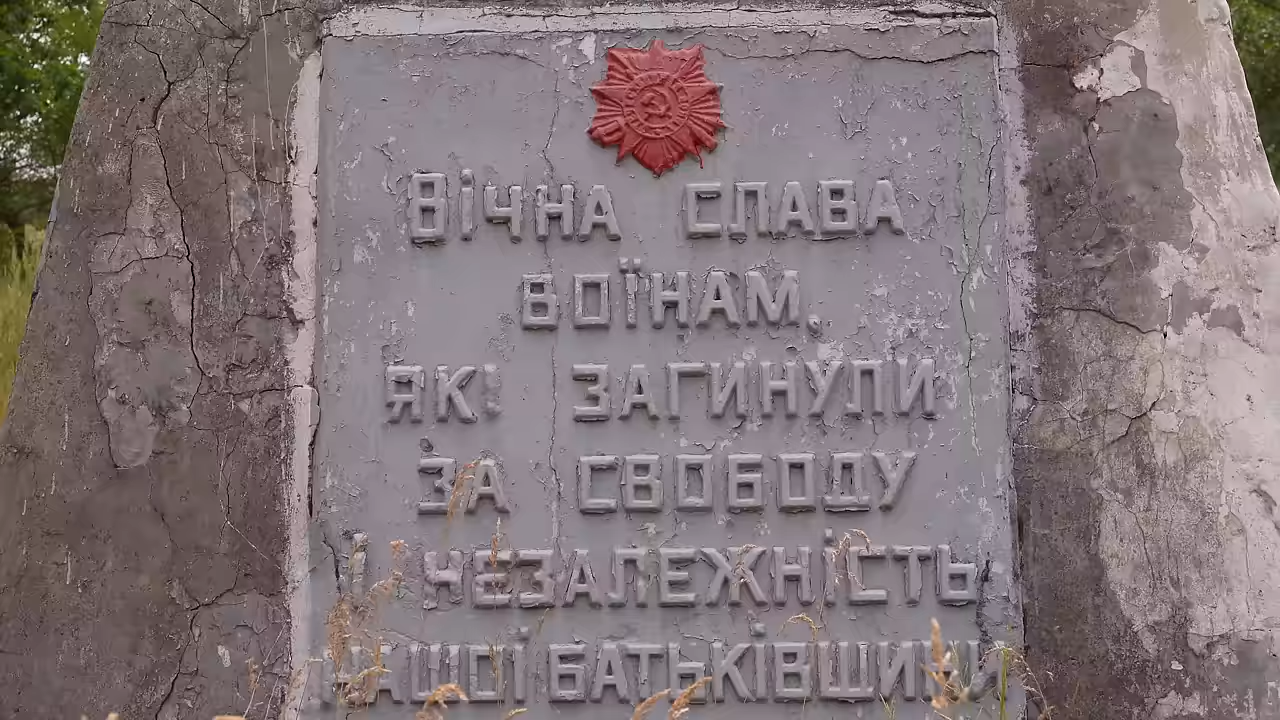 Вічна слава
воїнам,
які загинули
за свободу
і незалежність
нашої батьківщини